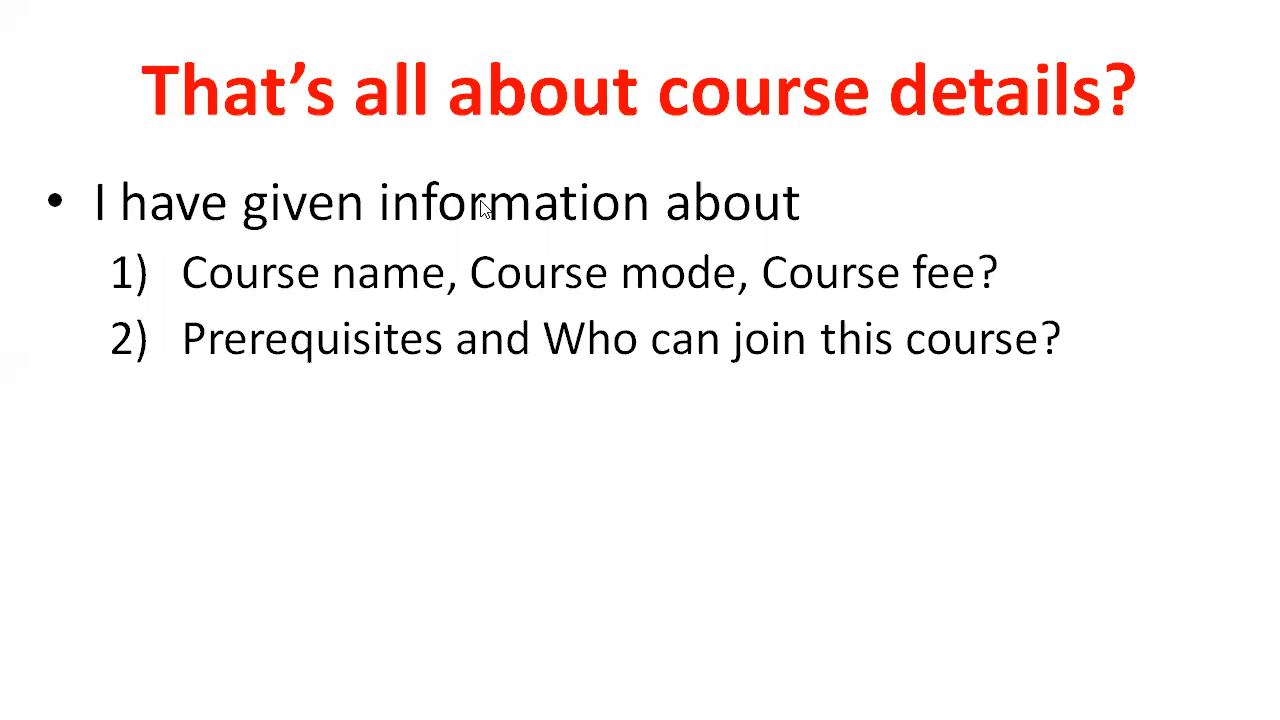 That’s all about course details?
• I have given information about
1) Course name, Course mode, Course fee?
2) Prerequisites and Who can join this course?